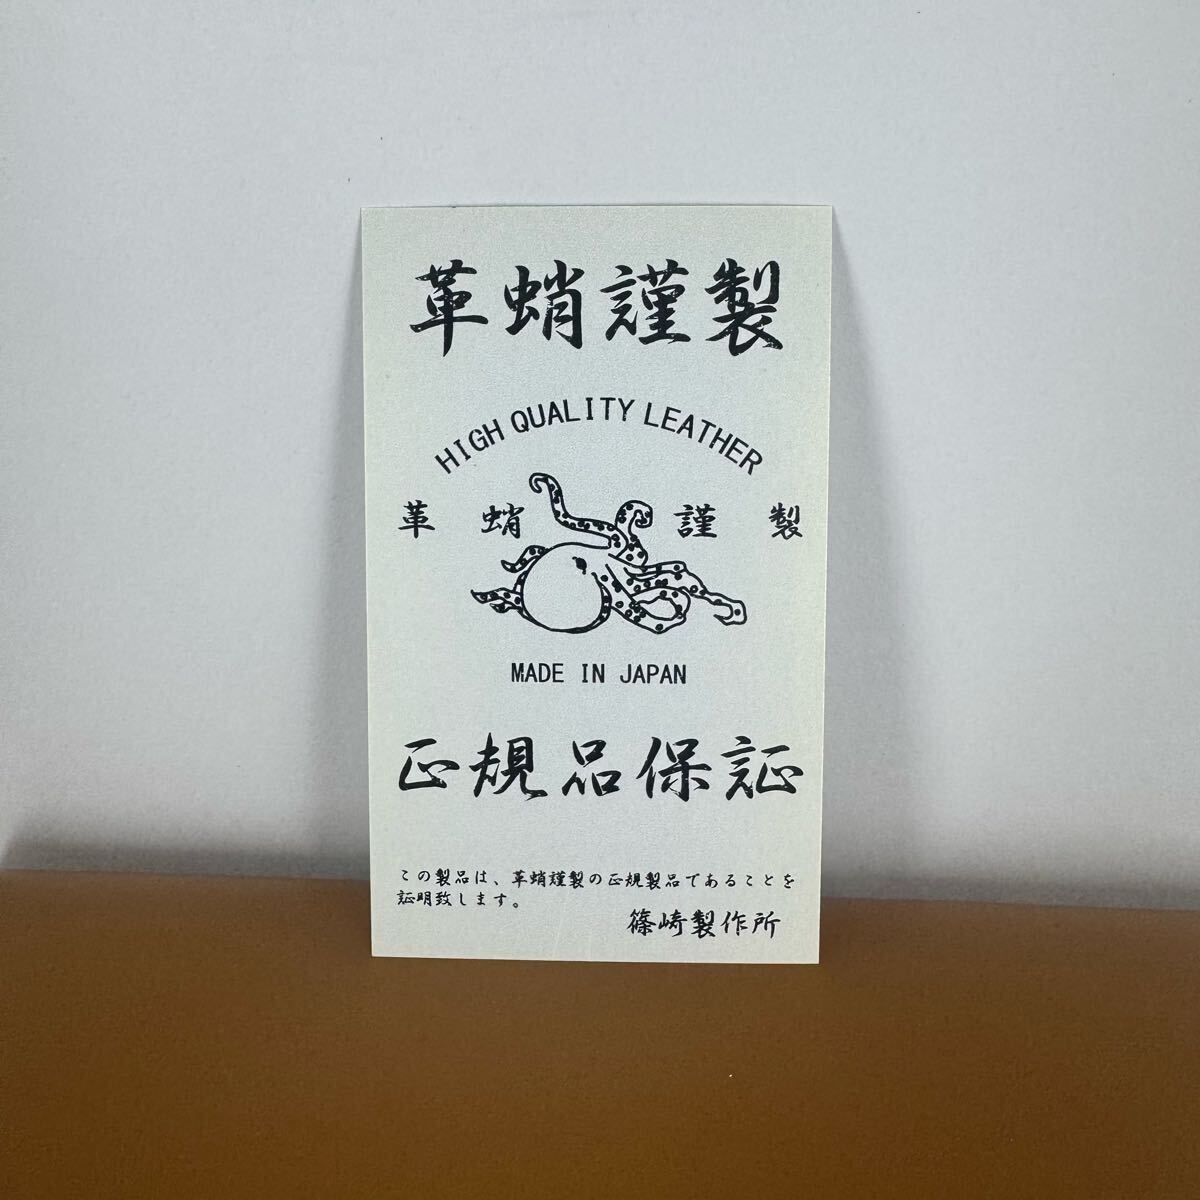 革蛸謹製
HIGH QUALITY LEATHER
革蛸謹製
MADE IN JAPAN
正規品保証
この製品は、革蛸謹製の正規製品であることを
証明致します。
篠崎製作所